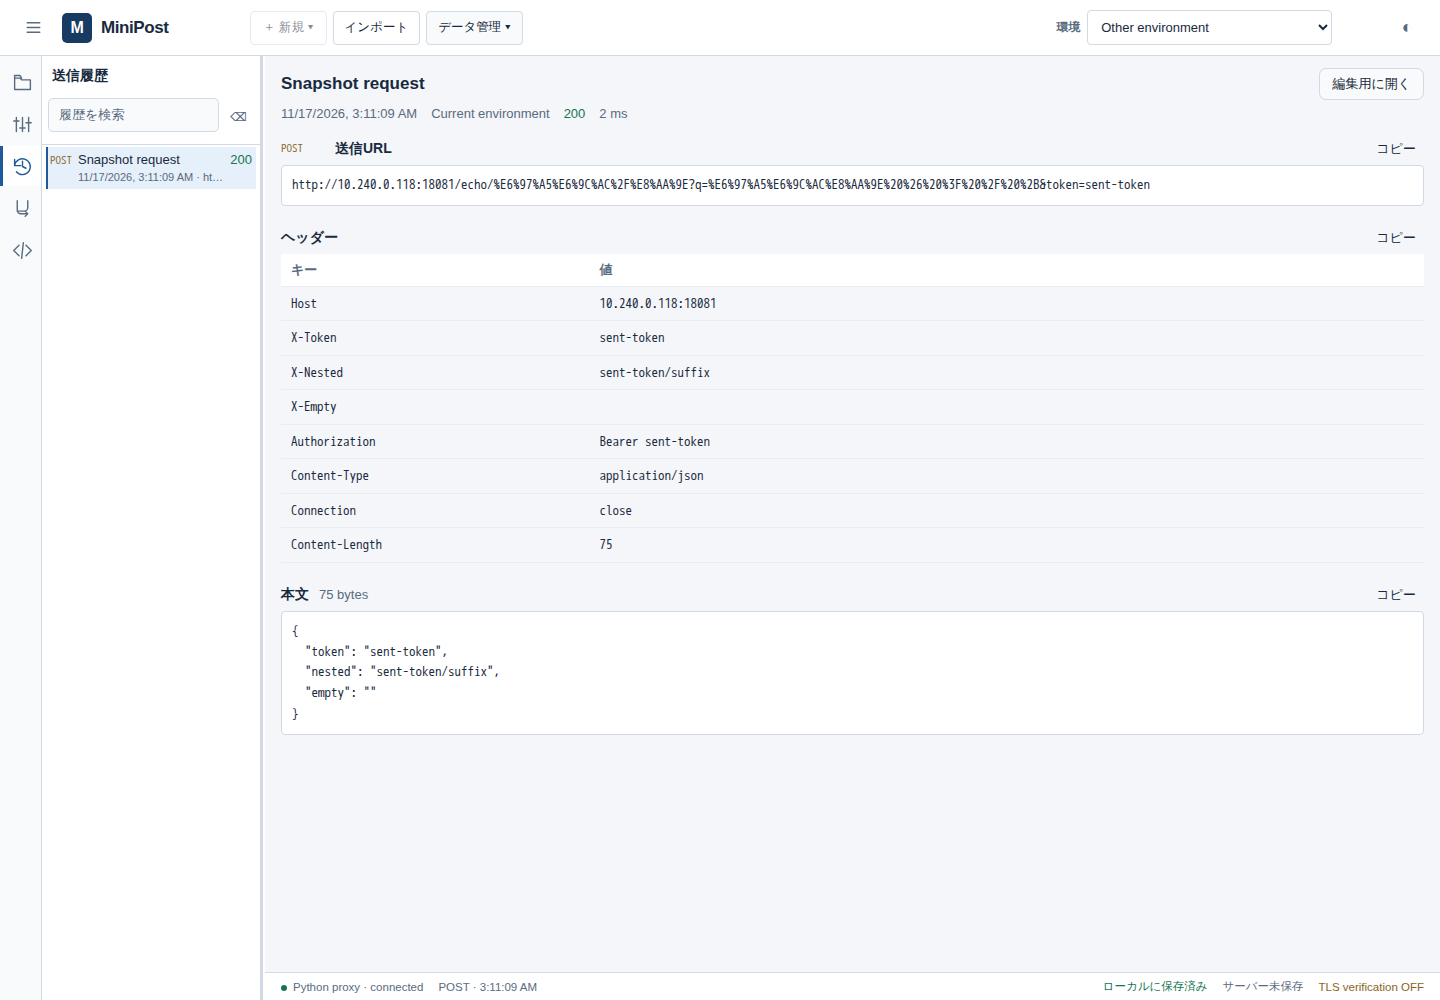 M MiniPost ＋ 新規 ▾ インポート データ管理 ▾ 環境 Other environment
送信履歴
履歴を検索
POST Snapshot request 200
11/17/2026, 3:11:09 AM · ht…
Snapshot request 編集用に開く
11/17/2026, 3:11:09 AM Current environment 200 2 ms
POST 送信URL コピー
http://10.240.0.118:18081/echo/%E6%97%A5%E6%9C%AC%2F%E8%AA%9E?q=%E6%97%A5%E6%9C%AC%E8%AA%9E%20%26%20%3F%20%2F%20%2B&token=sent-token
ヘッダー コピー
キー 値
Host 10.240.0.118:18081
X-Token sent-token
X-Nested sent-token/suffix
X-Empty
Authorization Bearer sent-token
Content-Type application/json
Connection close
Content-Length 75
本文 75 bytes コピー
{
"token": "sent-token",
"nested": "sent-token/suffix",
"empty": ""
}
Python proxy · connected POST · 3:11:09 AM ローカルに保存済み サーバー未保存 TLS verification OFF